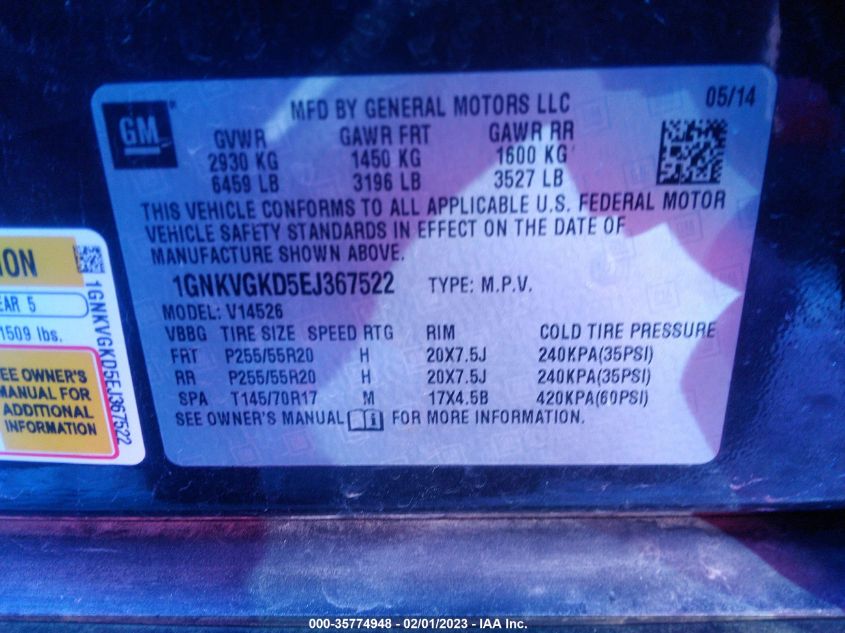 GM
MFD BY GENERAL MOTORS LLC
05/14
GVWR GAWR FRT GAWR RR
2930 KG 1450 KG 1600 KG
6459 LB 3196 LB 3527 LB
THIS VEHICLE CONFORMS TO ALL APPLICABLE U.S. FEDERAL MOTOR
VEHICLE SAFETY STANDARDS IN EFFECT ON THE DATE OF
MANUFACTURE SHOWN ABOVE.
1GNKVGKD5EJ367522 TYPE: M.P.V.
MODEL: V14526
VBBG TIRE SIZE SPEED RTG RIM COLD TIRE PRESSURE
FRT P255/55R20 H 20X7.5J 240KPA(35PSI)
RR P255/55R20 H 20X7.5J 240KPA(35PSI)
SPA T145/70R17 M 17X4.5B 420KPA(60PSI)
SEE OWNER'S MANUAL FOR MORE INFORMATION.
ION
EAR 5
1509 lbs.
SEE OWNER'S
MANUAL FOR
ADDITIONAL
INFORMATION
1GNKVGKD5EJ367522
000-35774948 - 02/01/2023 - IAA Inc.